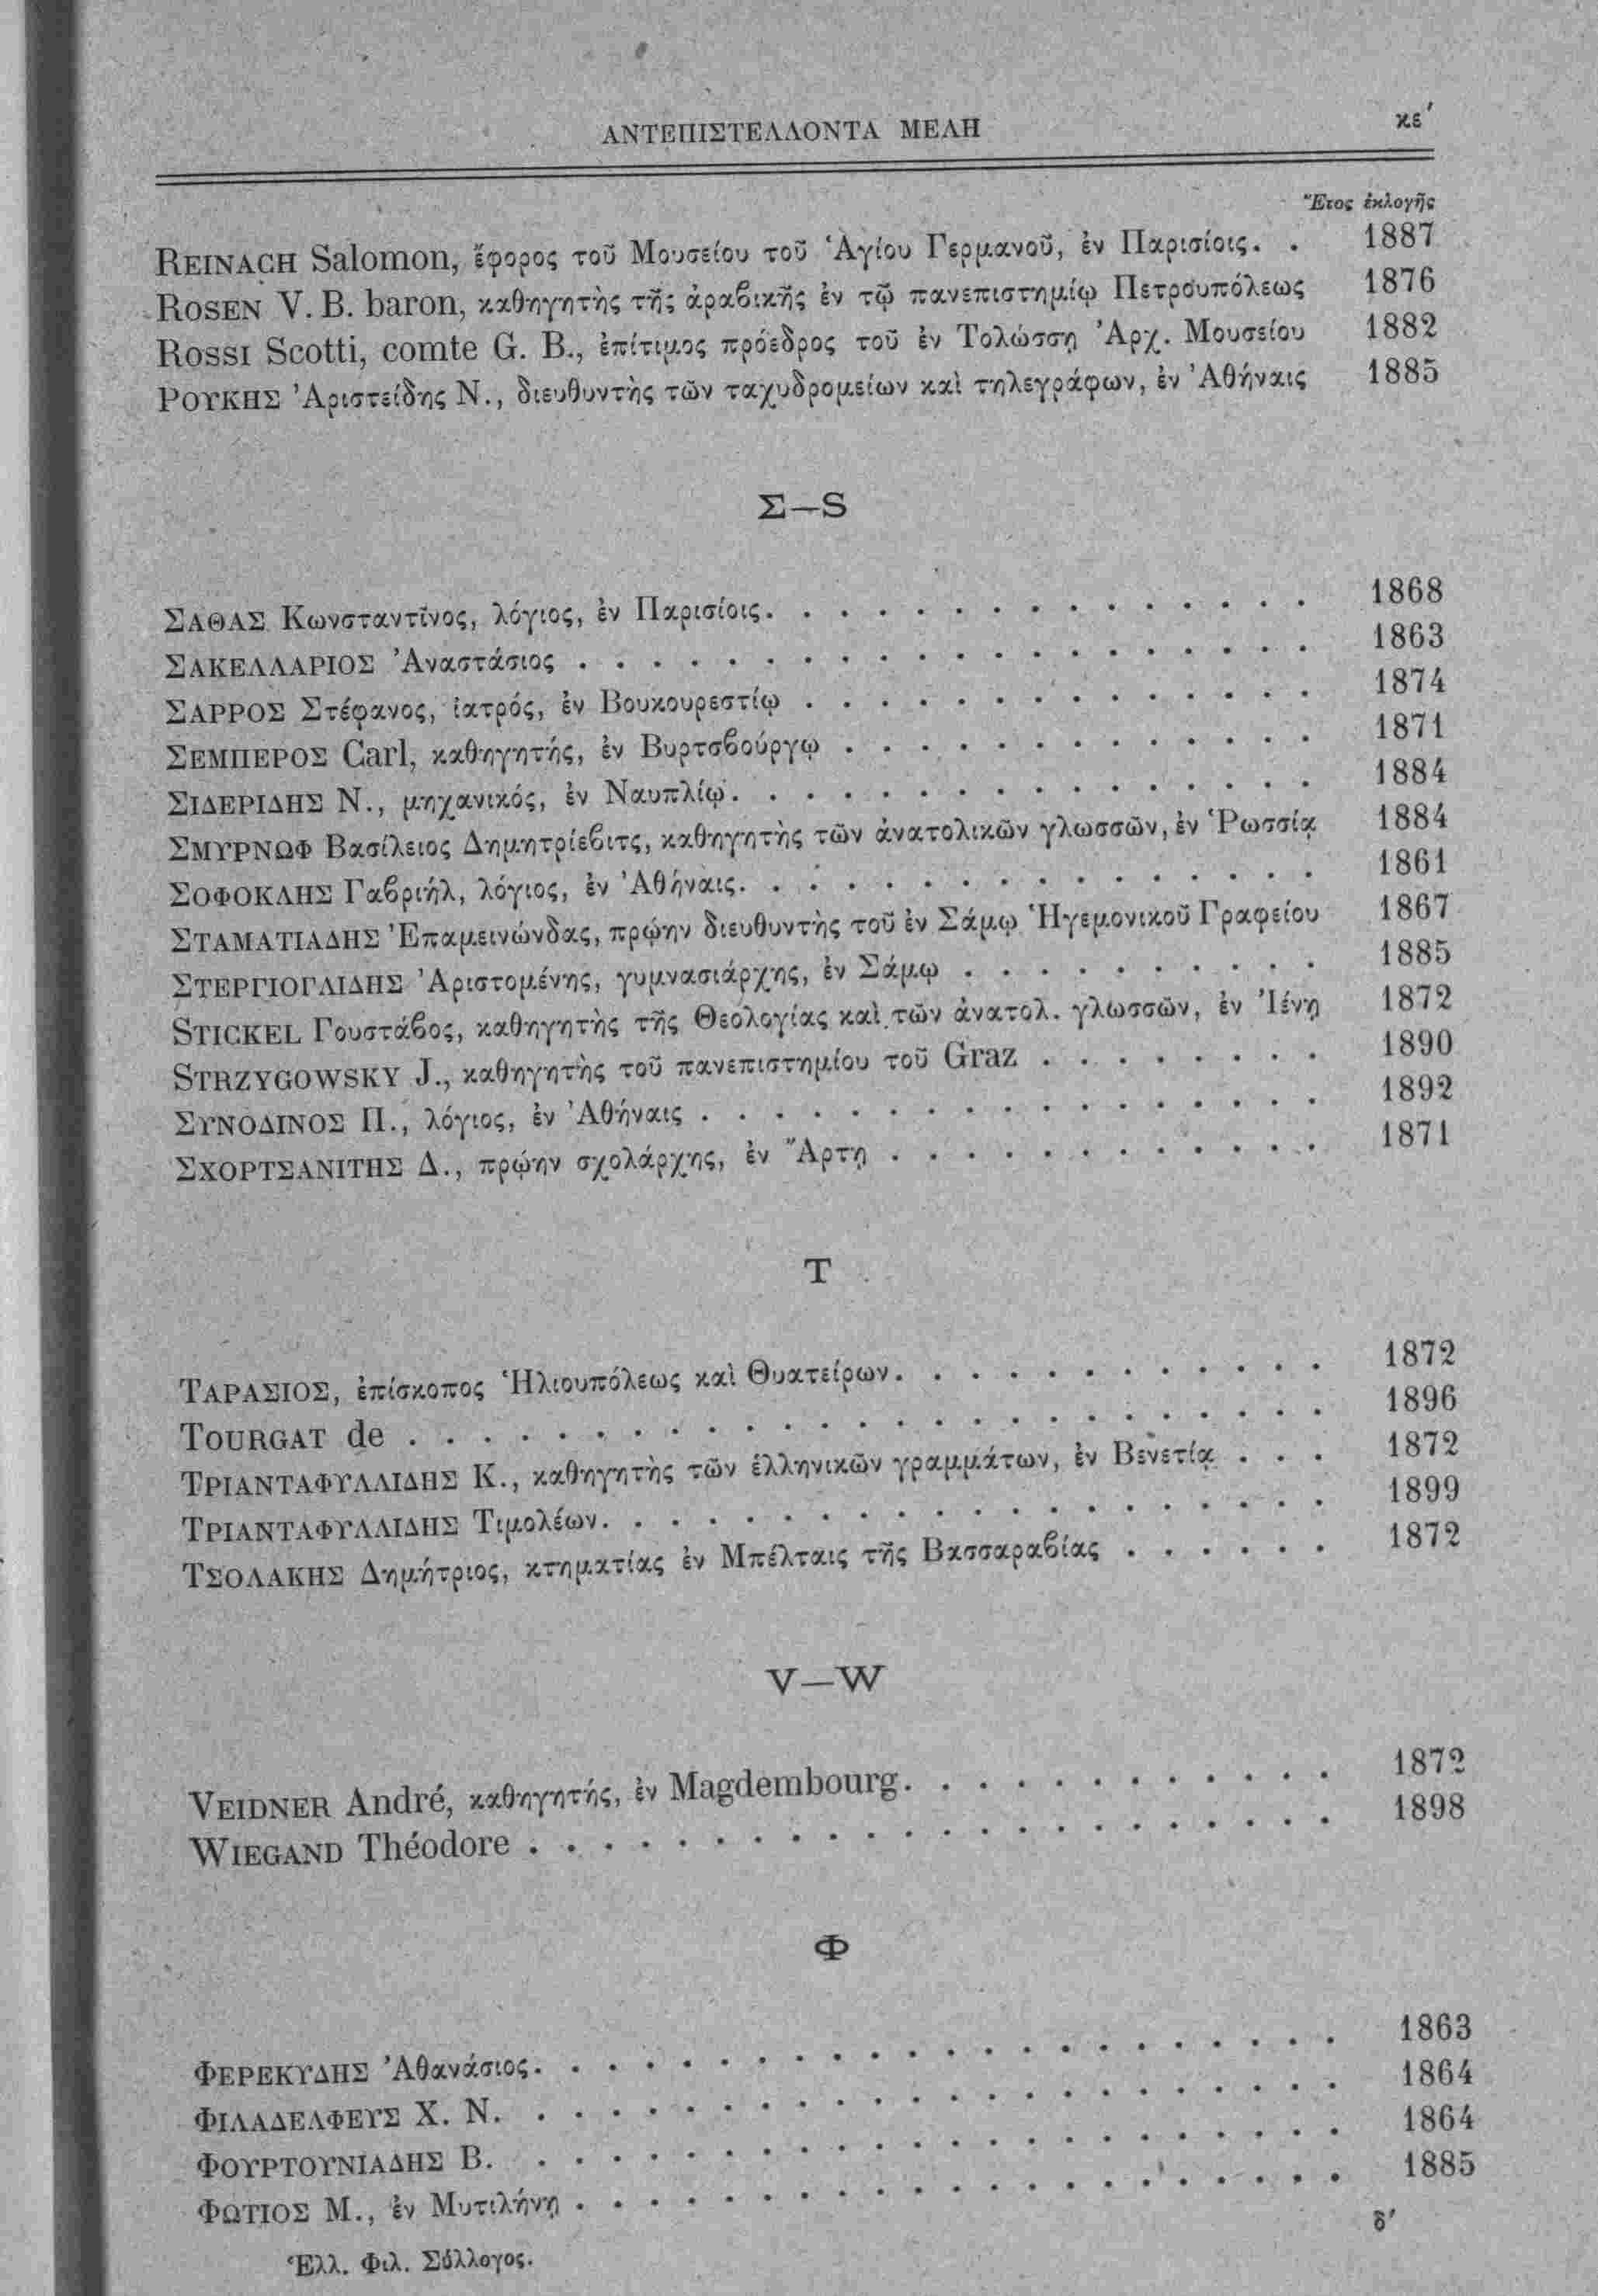 ΑΝΤΕΠΙΣΤΕΛΛΟΝΤΑ ΜΕΛΗ κε′
Ἔτος ἐκλογῆς
REINACH Salomon, ἔφορος τοῦ Μουσείου τοῦ Ἁγίου Γερμανοῦ, ἐν Παρισίοις. . 1887
ROSEN V. B. baron, καθηγητὴς τῆς ἀραβικῆς ἐν τῷ πανεπιστημίῳ Πετρουπόλεως 1876
ROSSI Scotti, comte G. B., ἐπίτιμος πρόεδρος τοῦ ἐν Τολώσσῃ Ἀρχ. Μουσείου 1882
ΡΟΥΚΗΣ Ἀριστείδης Ν., διευθυντὴς τῶν ταχυδρομείων καὶ τηλεγράφων, ἐν Ἀθήναις 1885
Σ—S
ΣΑΘΑΣ Κωνσταντῖνος, λόγιος, ἐν Παρισίοις. . . . . . . . . . . . . . . 1868
ΣΑΚΕΛΛΑΡΙΟΣ Ἀναστάσιος . . . . . . . . . . . . . . . . . . . . 1863
ΣΑΡΡΟΣ Στέφανος, ἰατρός, ἐν Βουκουρεστίῳ . . . . . . . . . . . . . . 1874
ΣΕΜΠΕΡΟΣ Carl, καθηγητής, ἐν Βυρτσβούργῳ . . . . . . . . . . . . . 1871
ΣΙΔΕΡΙΔΗΣ Ν., μηχανικός, ἐν Ναυπλίῳ. . . . . . . . . . . . . . . . 1884
ΣΜΥΡΝΩΦ Βασίλειος Δημητρίεβιτς, καθηγητὴς τῶν ἀνατολικῶν γλωσσῶν, ἐν Ῥωσσίᾳ 1884
ΣΟΦΟΚΛΗΣ Γαβριήλ, λόγιος, ἐν Ἀθήναις. . . . . . . . . . . . . . . . 1861
ΣΤΑΜΑΤΙΑΔΗΣ Ἐπαμεινώνδας, πρῴην διευθυντὴς τοῦ ἐν Σάμῳ Ἡγεμονικοῦ Γραφείου 1867
ΣΤΕΡΓΙΟΓΛΙΔΗΣ Ἀριστομένης, γυμνασιάρχης, ἐν Σάμῳ . . . . . . . . . . 1885
STICKEL Γουστάβος, καθηγητὴς τῆς Θεολογίας καὶ τῶν ἀνατολ. γλωσσῶν, ἐν Ἰένῃ 1872
STRZYGOWSKY J., καθηγητὴς τοῦ πανεπιστημίου τοῦ Graz . . . . . . . . 1890
ΣΥΝΟΔΙΝΟΣ Π., λόγιος, ἐν Ἀθήναις . . . . . . . . . . . . . . . . . 1892
ΣΧΟΡΤΣΑΝΙΤΗΣ Δ., πρῴην σχολάρχης, ἐν Ἄρτῃ . . . . . . . . . . . . 1871
Τ
ΤΑΡΑΣΙΟΣ, ἐπίσκοπος Ἡλιουπόλεως καὶ Θυατείρων. . . . . . . . . . . . 1872
TOURGAT de . . . . . . . . . . . . . . . . . . . . . . . . . 1896
ΤΡΙΑΝΤΑΦΥΛΛΙΔΗΣ Κ., καθηγητὴς τῶν ἑλληνικῶν γραμμάτων, ἐν Βενετίᾳ . . . 1872
ΤΡΙΑΝΤΑΦΥΛΛΙΔΗΣ Τιμολέων. . . . . . . . . . . . . . . . . . . . 1899
ΤΣΟΛΑΚΗΣ Δημήτριος, κτηματίας ἐν Μπέλταις τῆς Βασσαραβίας . . . . . . 1872
V—W
VEIDNER André, καθηγητής, ἐν Magdembourg. . . . . . . . . . . . 1872
WIEGAND Théodore . . . . . . . . . . . . . . . . . . . . . . 1898
Φ
ΦΕΡΕΚΥΔΗΣ Ἀθανάσιος. . . . . . . . . . . . . . . . . . . . . . 1863
ΦΙΛΑΔΕΛΦΕΥΣ Χ. Ν. . . . . . . . . . . . . . . . . . . . . . . 1864
ΦΟΥΡΤΟΥΝΙΑΔΗΣ Β. . . . . . . . . . . . . . . . . . . . . . . 1864
ΦΩΤΙΟΣ Μ., ἐν Μυτιλήνῃ . . . . . . . . . . . . . . . . . . . . . 1885
Ἑλλ. Φιλ. Σύλλογος. δ′